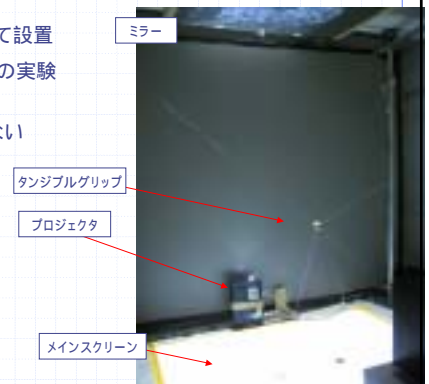 て設置
の実験
ミラー
ない
タンジブルグリップ
プロジェクタ
メインスクリーン